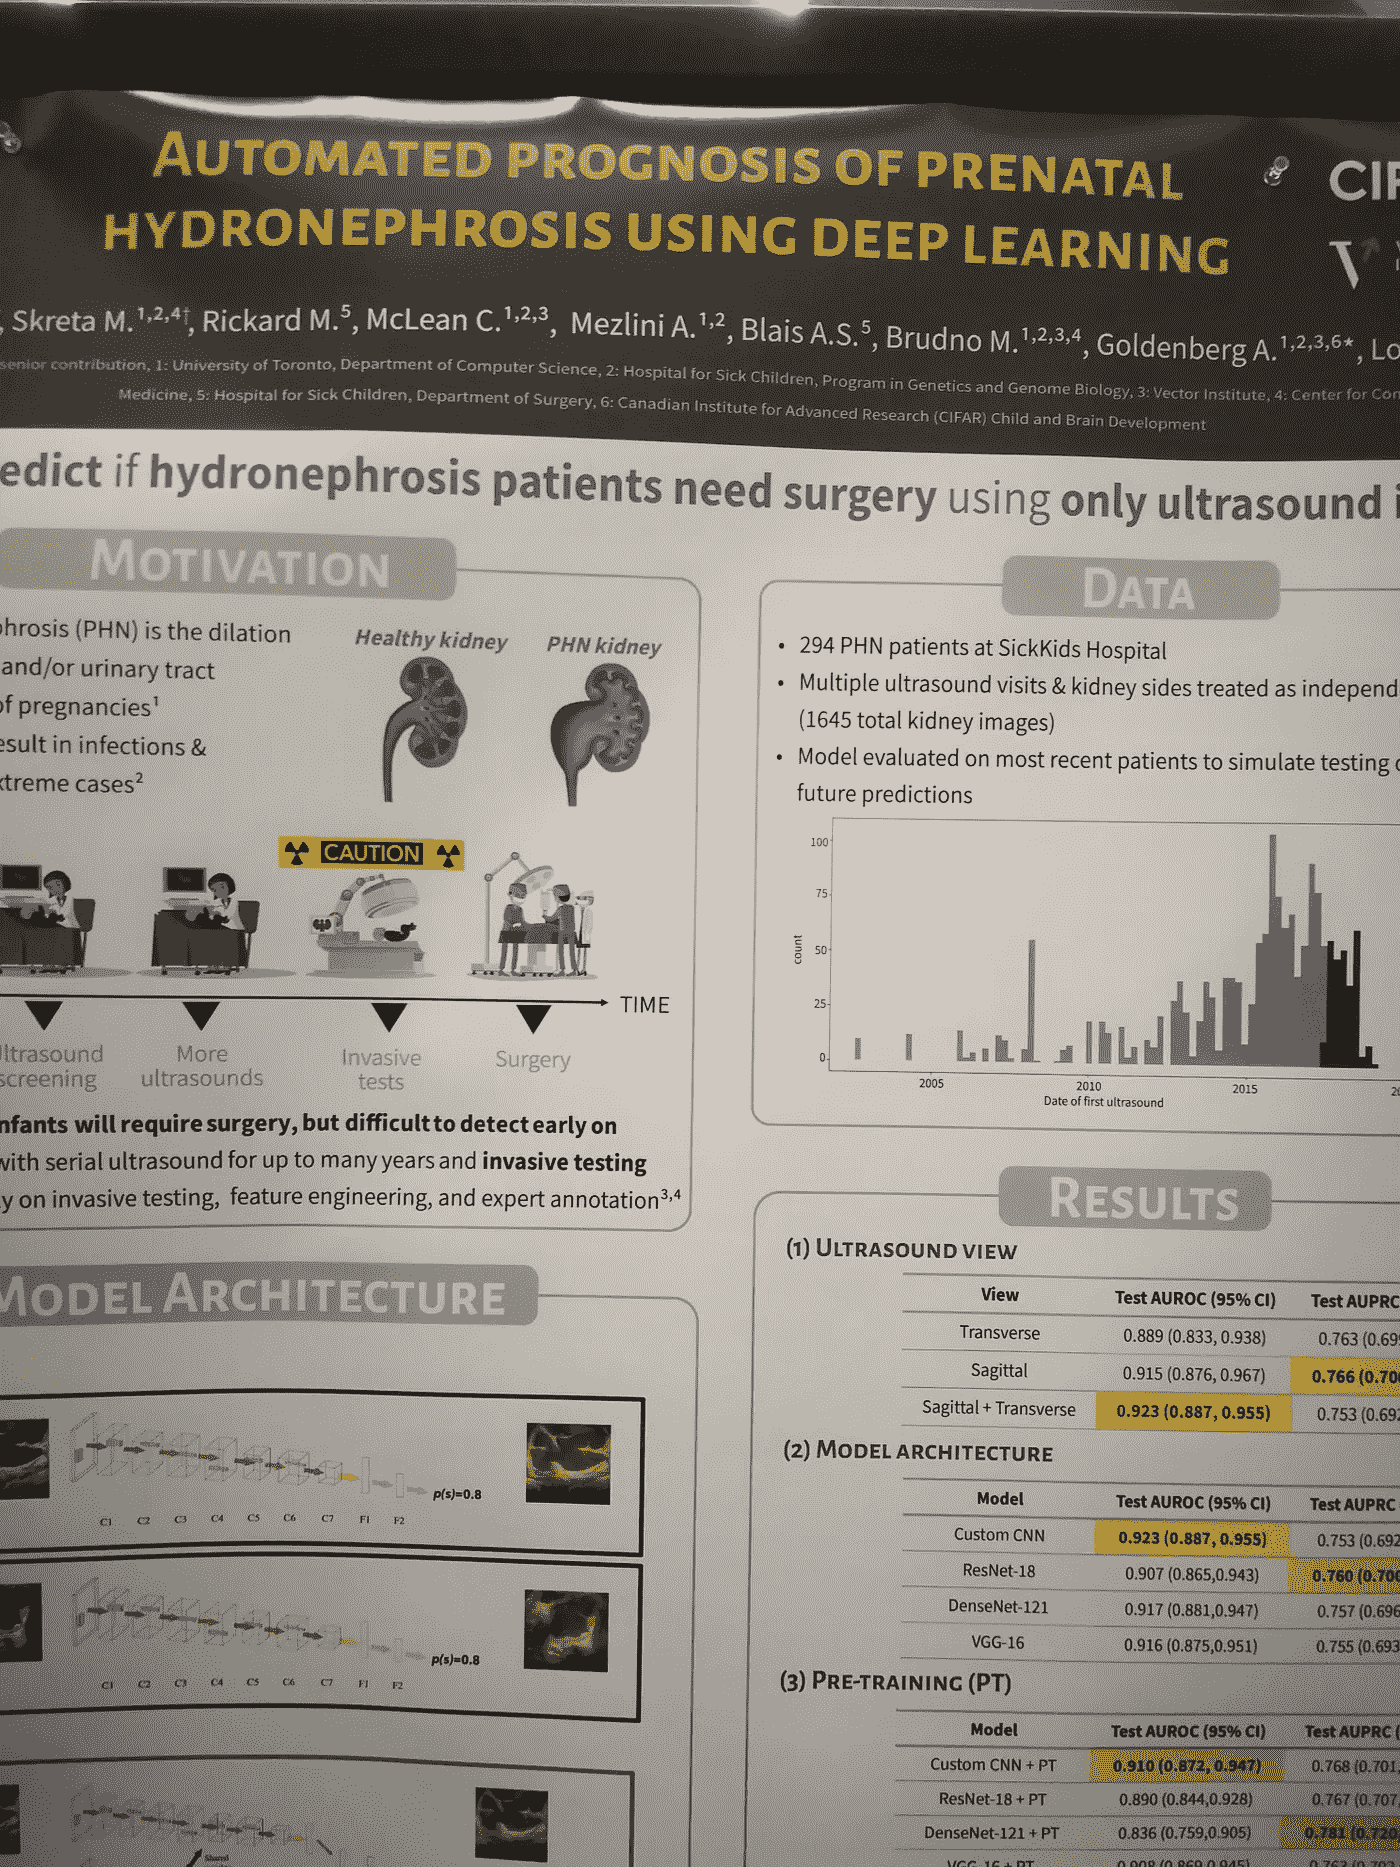 AUTOMATED PROGNOSIS OF PRENATAL
HYDRONEPHROSIS USING DEEP LEARNING
CIF
V
, Skreta M.1,2,4†, Rickard M.5, McLean C.1,2,3, Mezlini A.1,2, Blais A.S.5, Brudno M.1,2,3,4, Goldenberg A.1,2,3,6*, Lo
senior contribution, 1: University of Toronto, Department of Computer Science, 2: Hospital for Sick Children, Program in Genetics and Genome Biology, 3: Vector Institute, 4: Center for Com
Medicine, 5: Hospital for Sick Children, Department of Surgery, 6: Canadian Institute for Advanced Research (CIFAR) Child and Brain Development
edict if hydronephrosis patients need surgery using only ultrasound i
MOTIVATION
phrosis (PHN) is the dilation
and/or urinary tract
of pregnancies1
esult in infections &
xtreme cases2
Healthy kidney
PHN kidney
CAUTION
TIME
ltrasound
screening
More
ultrasounds
Invasive
tests
Surgery
nfants will require surgery, but difficult to detect early on
with serial ultrasound for up to many years and invasive testing
y on invasive testing, feature engineering, and expert annotation3,4
MODEL ARCHITECTURE
p(s)=0.8
C1 C2 C3 C4 C5 C6 C7 F1 F2
p(s)=0.8
C1 C2 C3 C4 C5 C6 C7 F1 F2
Shared
DATA
• 294 PHN patients at SickKids Hospital
• Multiple ultrasound visits & kidney sides treated as independ
(1645 total kidney images)
• Model evaluated on most recent patients to simulate testing o
future predictions
100
75
50
25
0
count
2005 2010 2015 20
Date of first ultrasound
RESULTS
(1) ULTRASOUND VIEW
View Test AUROC (95% CI) Test AUPRC
Transverse 0.889 (0.833, 0.938) 0.763 (0.695
Sagittal 0.915 (0.876, 0.967) 0.766 (0.700
Sagittal + Transverse 0.923 (0.887, 0.955) 0.753 (0.692
(2) MODEL ARCHITECTURE
Model Test AUROC (95% CI) Test AUPRC
Custom CNN 0.923 (0.887, 0.955) 0.753 (0.692
ResNet-18 0.907 (0.865,0.943) 0.760 (0.700
DenseNet-121 0.917 (0.881,0.947) 0.757 (0.696
VGG-16 0.916 (0.875,0.951) 0.755 (0.693
(3) PRE-TRAINING (PT)
Model Test AUROC (95% CI) Test AUPRC (
Custom CNN + PT 0.910 (0.872, 0.947) 0.768 (0.701,
ResNet-18 + PT 0.890 (0.844,0.928) 0.767 (0.707,
DenseNet-121 + PT 0.836 (0.759,0.905) 0.781 (0.720
VGG-16 + PT 0.908 (0.869,0.945)